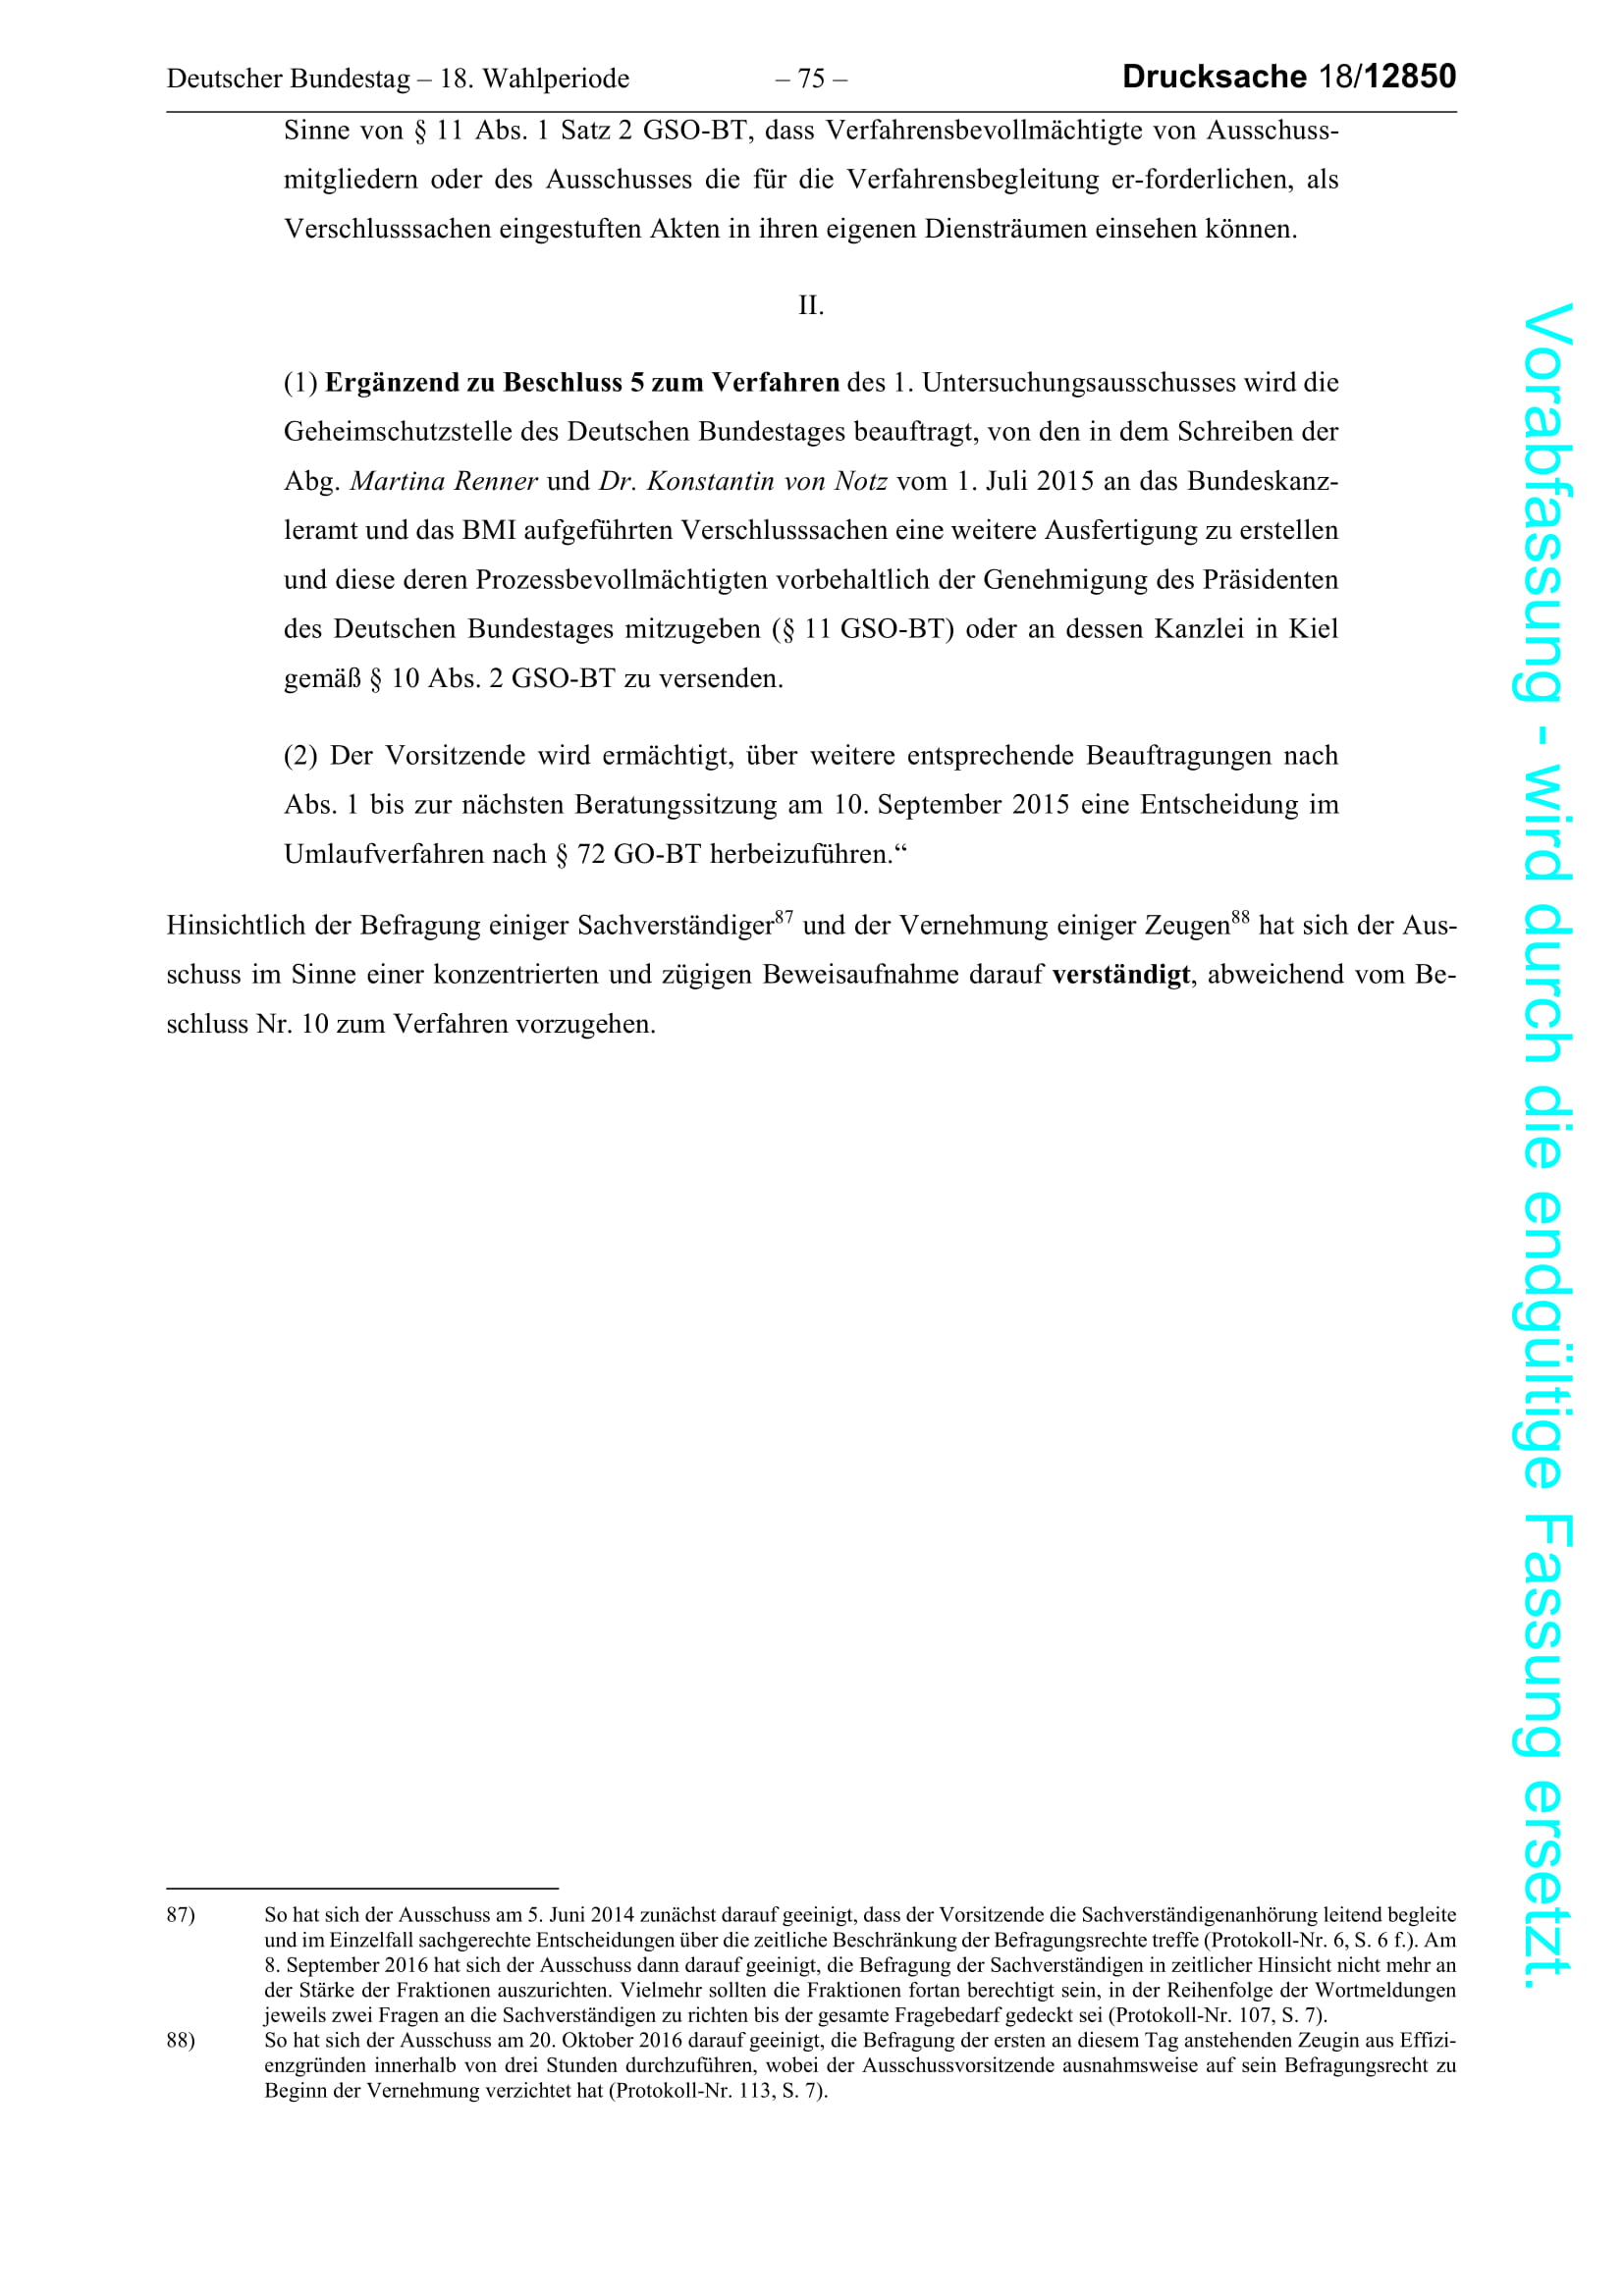 Deutscher Bundestag – 18. Wahlperiode – 75 – Drucksache 18/12850
Sinne von § 11 Abs. 1 Satz 2 GSO-BT, dass Verfahrensbevollmächtigte von Ausschuss-
mitgliedern oder des Ausschusses die für die Verfahrensbegleitung er-forderlichen, als
Verschlusssachen eingestuften Akten in ihren eigenen Diensträumen einsehen können.
II.
(1) Ergänzend zu Beschluss 5 zum Verfahren des 1. Untersuchungsausschusses wird die
Geheimschutzstelle des Deutschen Bundestages beauftragt, von den in dem Schreiben der
Abg. Martina Renner und Dr. Konstantin von Notz vom 1. Juli 2015 an das Bundeskanz-
leramt und das BMI aufgeführten Verschlusssachen eine weitere Ausfertigung zu erstellen
und diese deren Prozessbevollmächtigten vorbehaltlich der Genehmigung des Präsidenten
des Deutschen Bundestages mitzugeben (§ 11 GSO-BT) oder an dessen Kanzlei in Kiel
gemäß § 10 Abs. 2 GSO-BT zu versenden.
(2) Der Vorsitzende wird ermächtigt, über weitere entsprechende Beauftragungen nach
Abs. 1 bis zur nächsten Beratungssitzung am 10. September 2015 eine Entscheidung im
Umlaufverfahren nach § 72 GO-BT herbeizuführen.“
Hinsichtlich der Befragung einiger Sachverständiger87 und der Vernehmung einiger Zeugen88 hat sich der Aus-
schuss im Sinne einer konzentrierten und zügigen Beweisaufnahme darauf verständigt, abweichend vom Be-
schluss Nr. 10 zum Verfahren vorzugehen.
87) So hat sich der Ausschuss am 5. Juni 2014 zunächst darauf geeinigt, dass der Vorsitzende die Sachverständigenanhörung leitend begleite
und im Einzelfall sachgerechte Entscheidungen über die zeitliche Beschränkung der Befragungsrechte treffe (Protokoll-Nr. 6, S. 6 f.). Am
8. September 2016 hat sich der Ausschuss dann darauf geeinigt, die Befragung der Sachverständigen in zeitlicher Hinsicht nicht mehr an
der Stärke der Fraktionen auszurichten. Vielmehr sollten die Fraktionen fortan berechtigt sein, in der Reihenfolge der Wortmeldungen
jeweils zwei Fragen an die Sachverständigen zu richten bis der gesamte Fragebedarf gedeckt sei (Protokoll-Nr. 107, S. 7).
88) So hat sich der Ausschuss am 20. Oktober 2016 darauf geeinigt, die Befragung der ersten an diesem Tag anstehenden Zeugin aus Effizi-
enzgründen innerhalb von drei Stunden durchzuführen, wobei der Ausschussvorsitzende ausnahmsweise auf sein Befragungsrecht zu
Beginn der Vernehmung verzichtet hat (Protokoll-Nr. 113, S. 7).
Vorabfassung - wird durch die endgültige Fassung ersetzt.